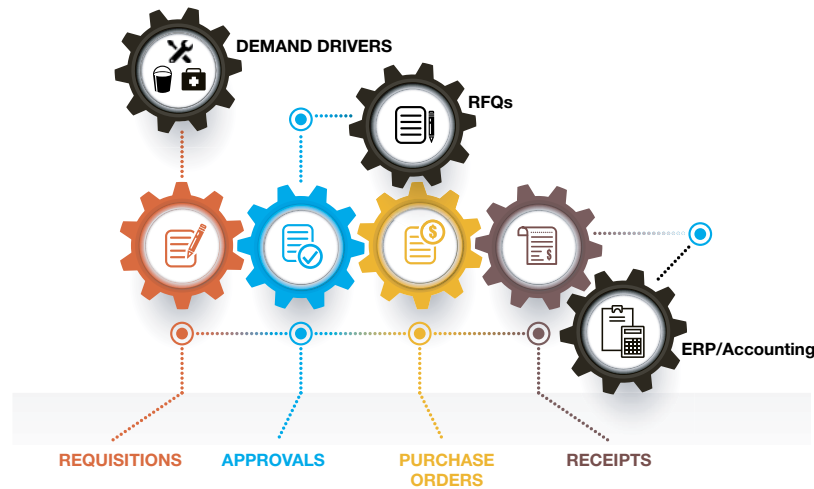 DEMAND DRIVERS
RFQs
$
$
ERP/Accounting
REQUISITIONS
APPROVALS
PURCHASE
ORDERS
RECEIPTS